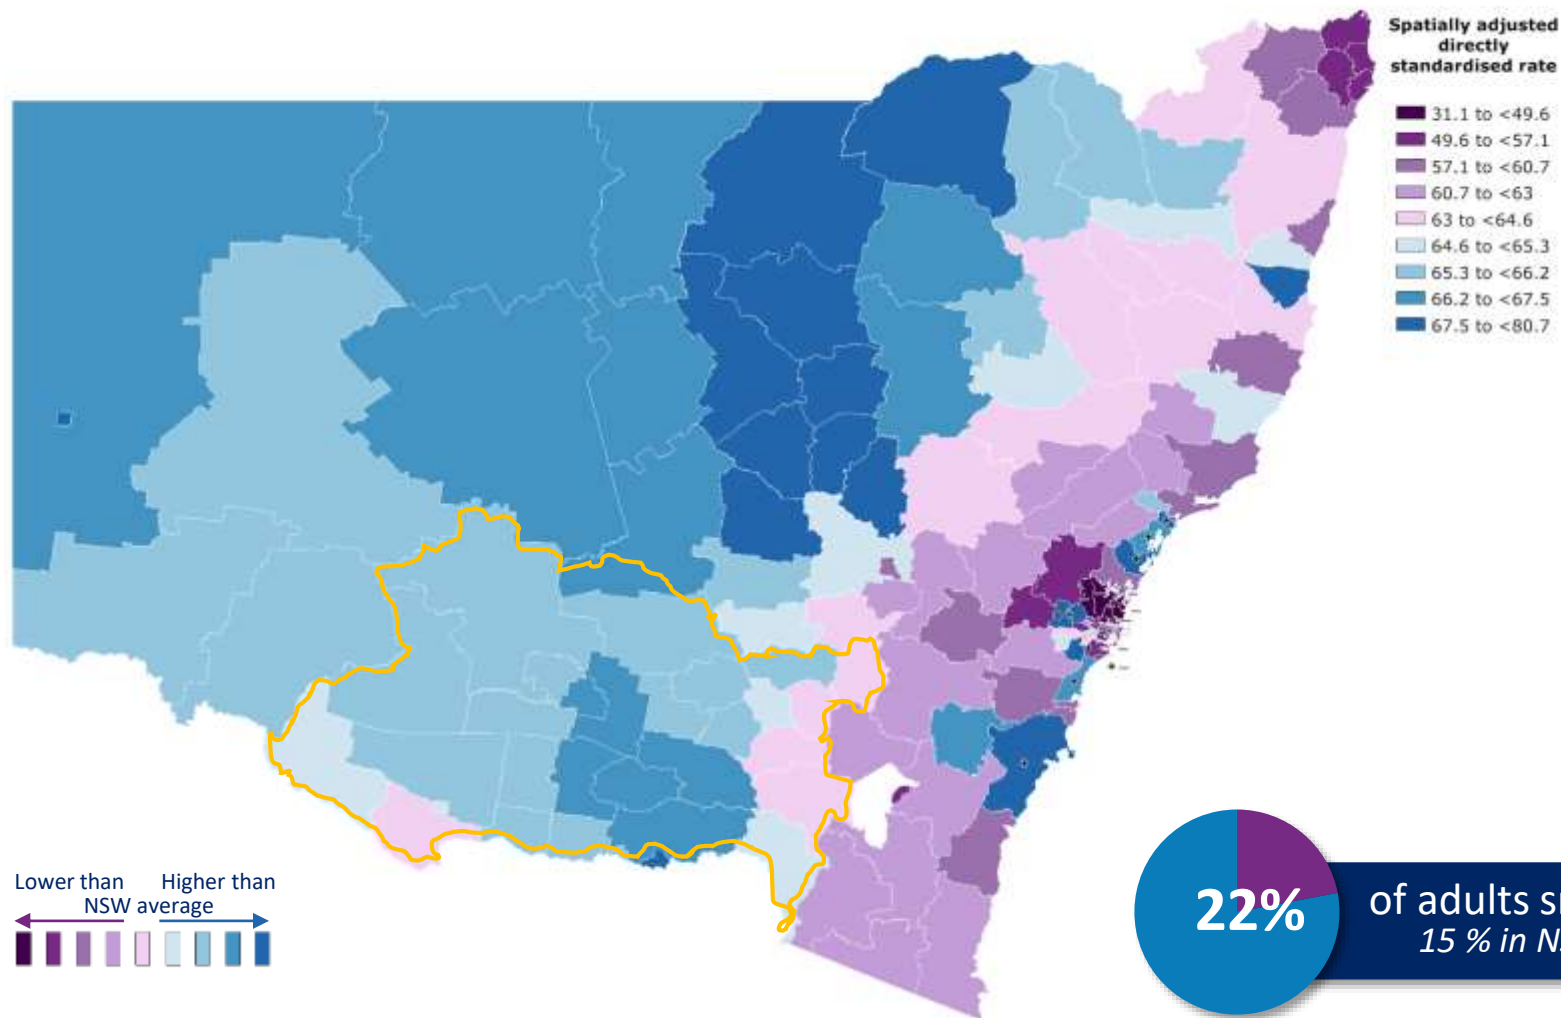 Spatially adjusted
directly
standardised rate
31.1 to <49.6
49.6 to <57.1
57.1 to <60.7
60.7 to <63
63 to <64.6
64.6 to <65.3
65.3 to <66.2
66.2 to <67.5
67.5 to <80.7
Lower than Higher than
NSW average
22%
of adults
15 % in